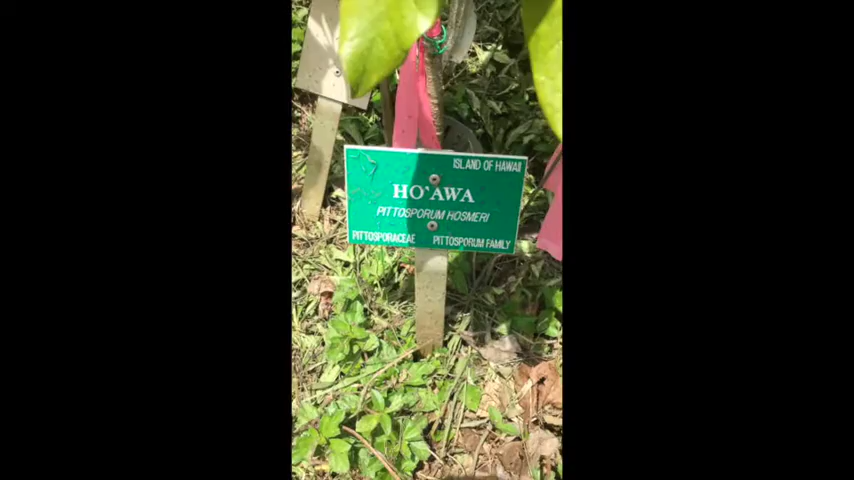 ISLAND OF HAWAII
HO'AWA
PITTOSPORUM HOSMERI
PITTOSPORACEAE PITTOSPORUM FAMILY